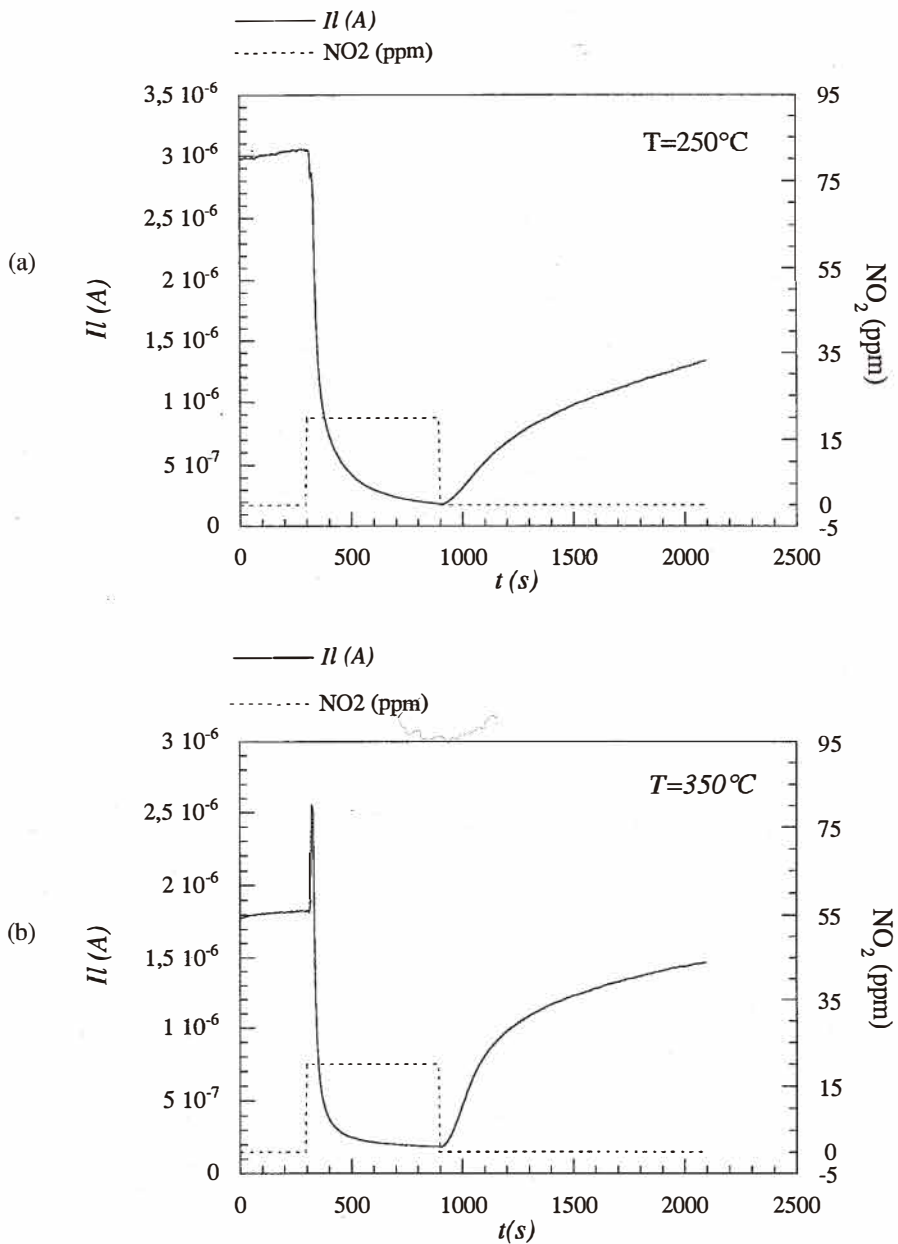 Il (A)
NO2 (ppm)
3,5 10-6
3 10-6
2,5 10-6
2 10-6
1,5 10-6
1 10-6
5 10-7
0
95
75
55
35
15
0
-5
T=250°C
(a)
Il (A)
NO2 (ppm)
0 500 1000 1500 2000 2500
t (s)
Il (A)
NO2 (ppm)
3 10-6
2,5 10-6
2 10-6
1,5 10-6
1 10-6
5 10-7
0
95
75
55
35
15
0
-5
T=350°C
(b)
Il (A)
NO2 (ppm)
0 500 1000 1500 2000 2500
t(s)